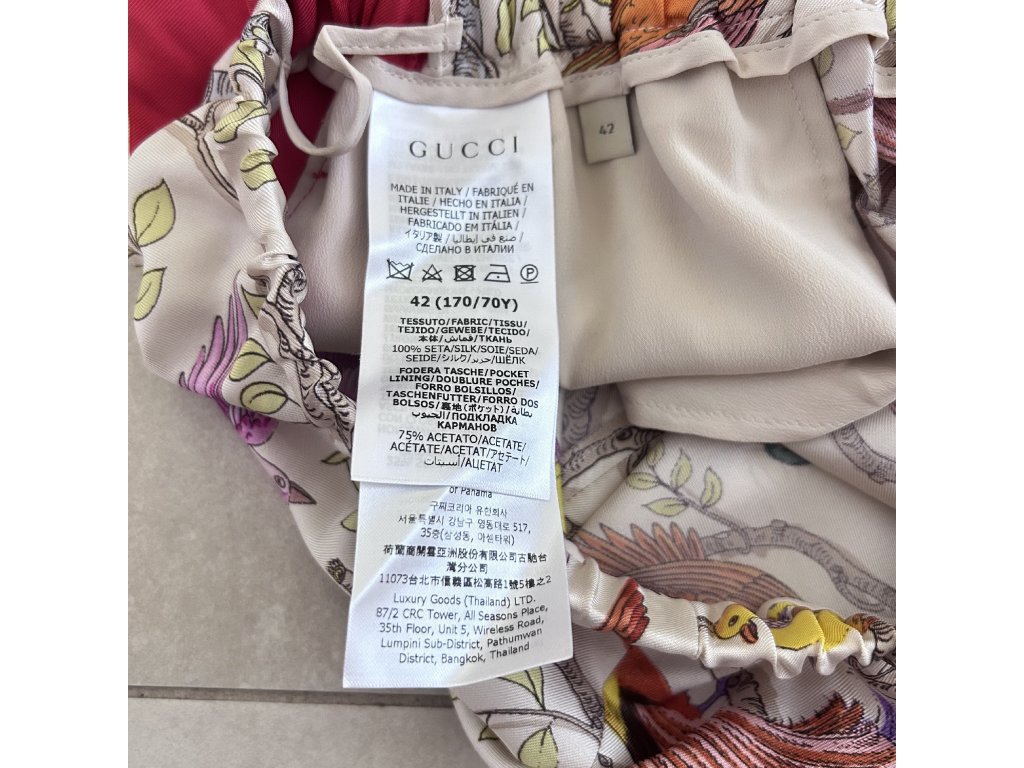 GUCCI
MADE IN ITALY / FABRIQUÉ EN
ITALIE / HECHO EN ITALIA /
HERGESTELLT IN ITALIEN /
FABRICADO EM ITÁLIA /
イタリア製 / صنع في إيطاليا /
СДЕЛАНО В ИТАЛИИ
42 (170/70Y)
TESSUTO/FABRIC/TISSU/
TEJIDO/GEWEBE/TECIDO/
本体/قماش/ТКАНЬ
100% SETA/SILK/SOIE/SEDA/
SEIDE/シルク/حرير/ШЁЛК
FODERA TASCHE/POCKET
LINING/DOUBLURE POCHES/
FORRO BOLSILLOS/
TASCHENFUTTER/FORRO DOS
BOLSOS/裏地(ポケット)/بطانة
الجيوب/ПОДКЛАДКА
КАРМАНОВ
75% ACETATO/ACETATE/
ACÉTATE/ACETAT/アセテート/
أسيتات/АЦЕТАТ
of Panama
구찌코리아 유한회사
서울특별시 강남구 영동대로 517,
35층(삼성동, 아셈타워)
荷蘭商開雲亞洲股份有限公司古馳台
灣分公司
11073台北市信義區松高路1號5樓之2
Luxury Goods (Thailand) LTD.
87/2 CRC Tower, All Seasons Place,
35th Floor, Unit 5, Wireless Road,
Lumpini Sub-District, Pathumwan
District, Bangkok, Thailand
42